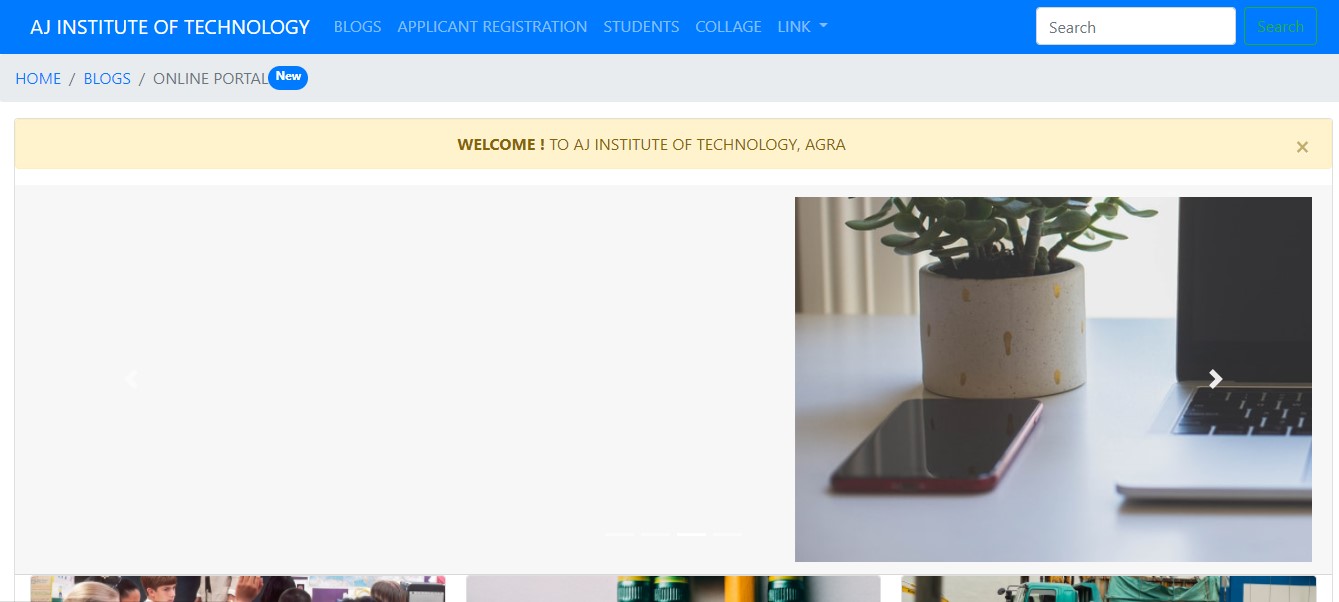 AJ INSTITUTE OF TECHNOLOGY BLOGS APPLICANT REGISTRATION STUDENTS COLLAGE LINK Search Search
HOME / BLOGS / ONLINE PORTAL New
WELCOME ! TO AJ INSTITUTE OF TECHNOLOGY, AGRA ×